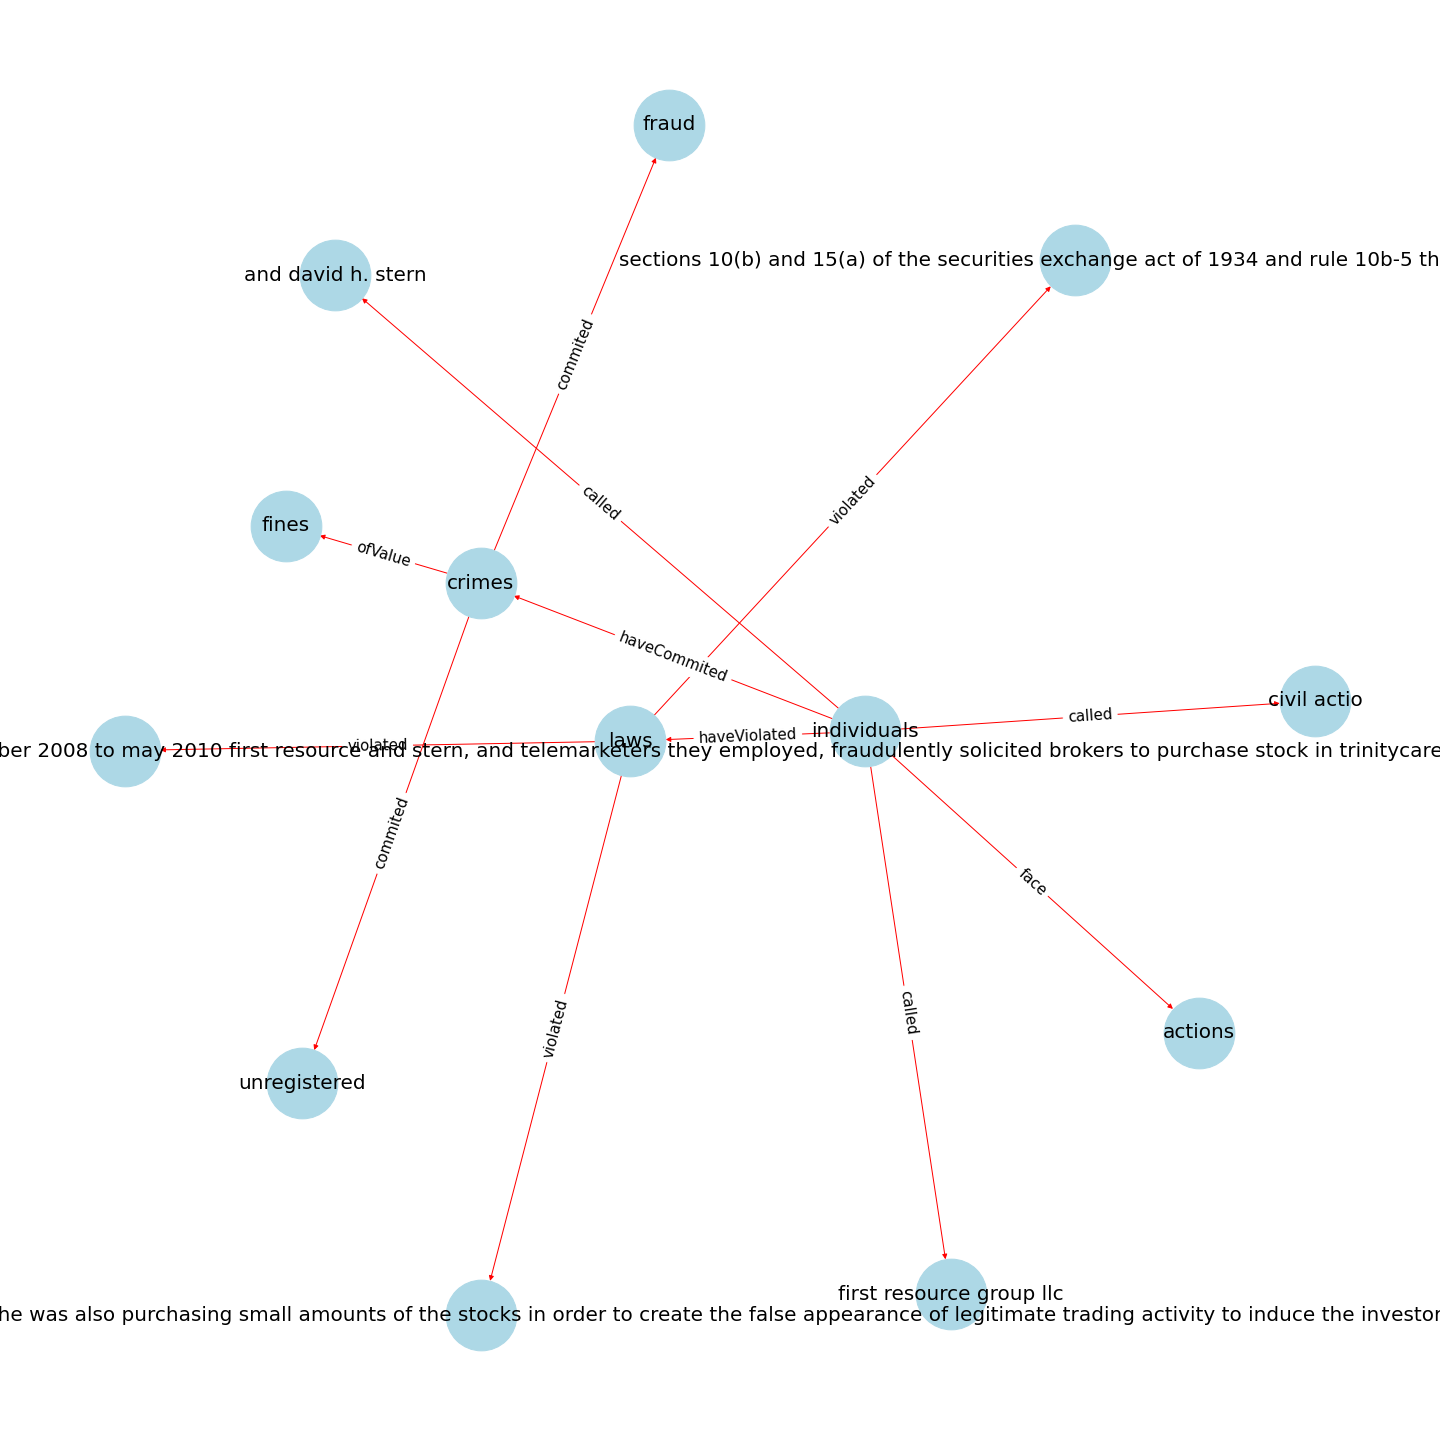 fraud
sections 10(b) and 15(a) of the securities exchange act of 1934 and rule 10b-5 th
and david h. stern
commited
called
violated
fines
ofValue
crimes
haveCommited
civil actio
called
individuals
haveViolated
laws
violated
ber 2008 to may 2010 first resource and stern, and telemarketers they employed, fraudulently solicited brokers to purchase stock in trinitycare
commited
face
called
violated
actions
unregistered
first resource group llc
he was also purchasing small amounts of the stocks in order to create the false appearance of legitimate trading activity to induce the investor